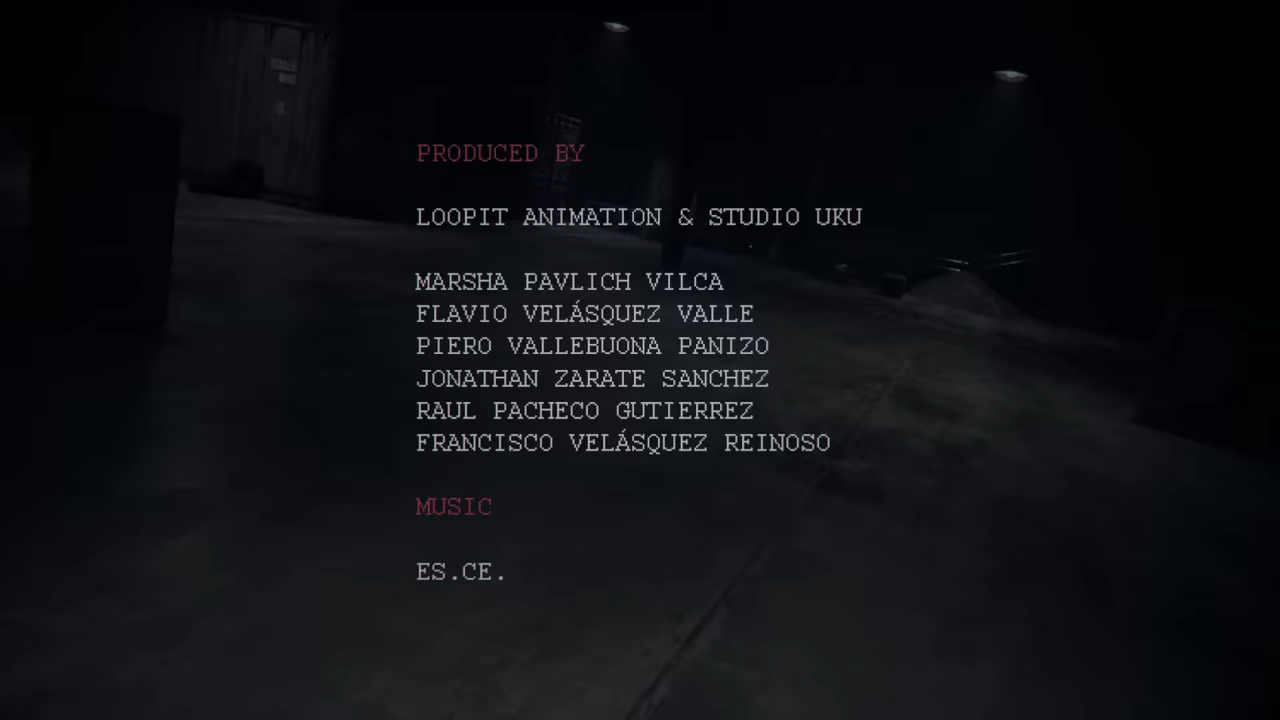 PRODUCED BY
LOOPIT ANIMATION & STUDIO UKU
MARSHA PAVLICH VILCA
FLAVIO VELÁSQUEZ VALLE
PIERO VALLEBUONA PANIZO
JONATHAN ZARATE SANCHEZ
RAUL PACHECO GUTIERREZ
FRANCISCO VELÁSQUEZ REINOSO
MUSIC
ES.CE.